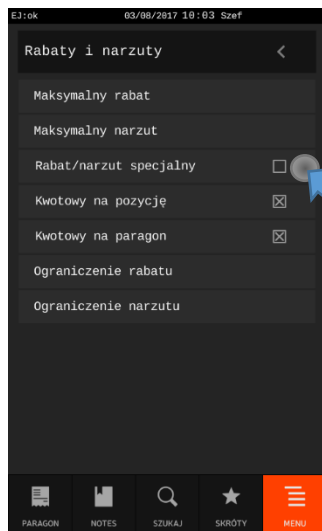 EJ:ok 03/08/2017 10:03 Szef
Rabaty i narzuty
Maksymalny rabat
Maksymalny narzut
Rabat/narzut specjalny
Kwotowy na pozycję
Kwotowy na paragon
Ograniczenie rabatu
Ograniczenie narzutu
PARAGON NOTES SZUKAJ SKRÓTY MENU